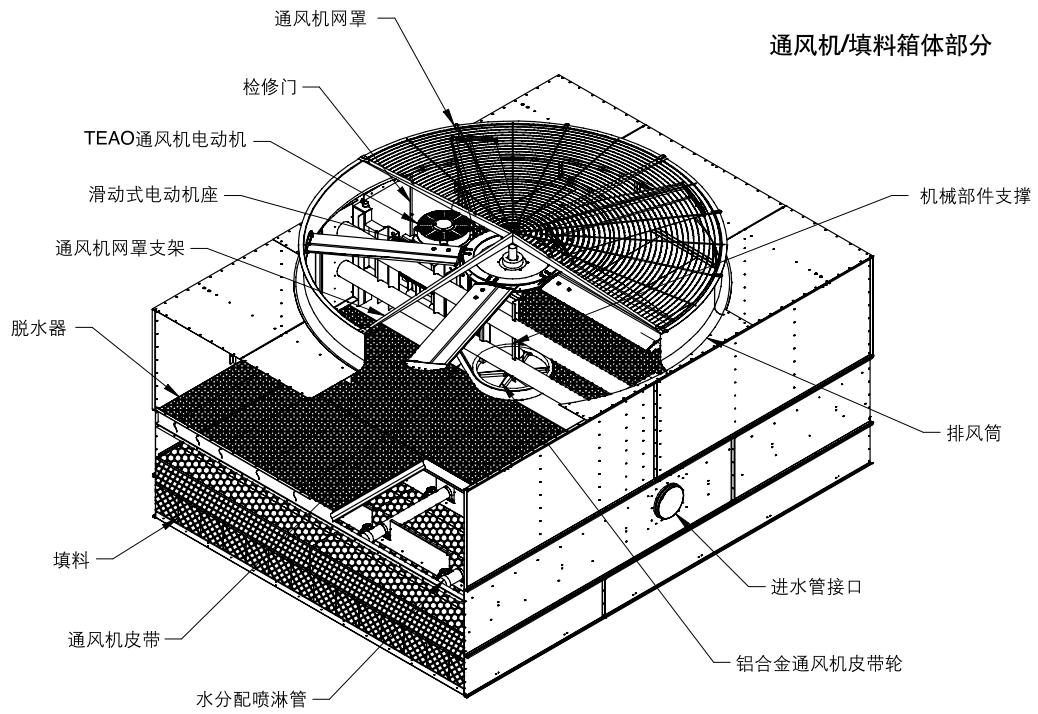 通风机网罩
通风机/填料箱体部分
检修门
TEAO通风机电动机
滑动式电动机座
机械部件支撑
通风机网罩支架
脱水器
排风筒
填料
进水管接口
通风机皮带
铝合金通风机皮带轮
水分配喷淋管